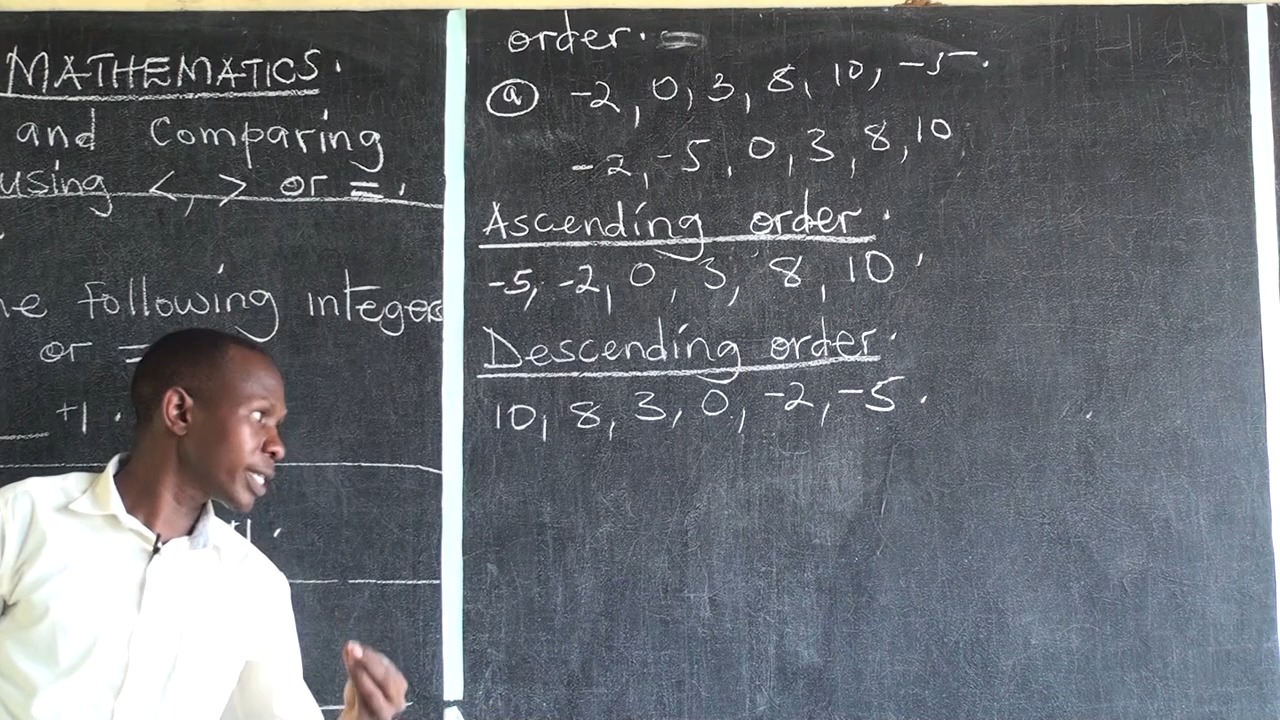 MATHEMATICS.
and Comparing
using <, > or =.
following integers
or =
+1.
order. =
(a) -2, 0, 3, 8, 10, -5.
-2, -5, 0, 3, 8, 10
Ascending order.
-5, -2, 0, 3, 8, 10.
Descending order.
10, 8, 3, 0, -2, -5.